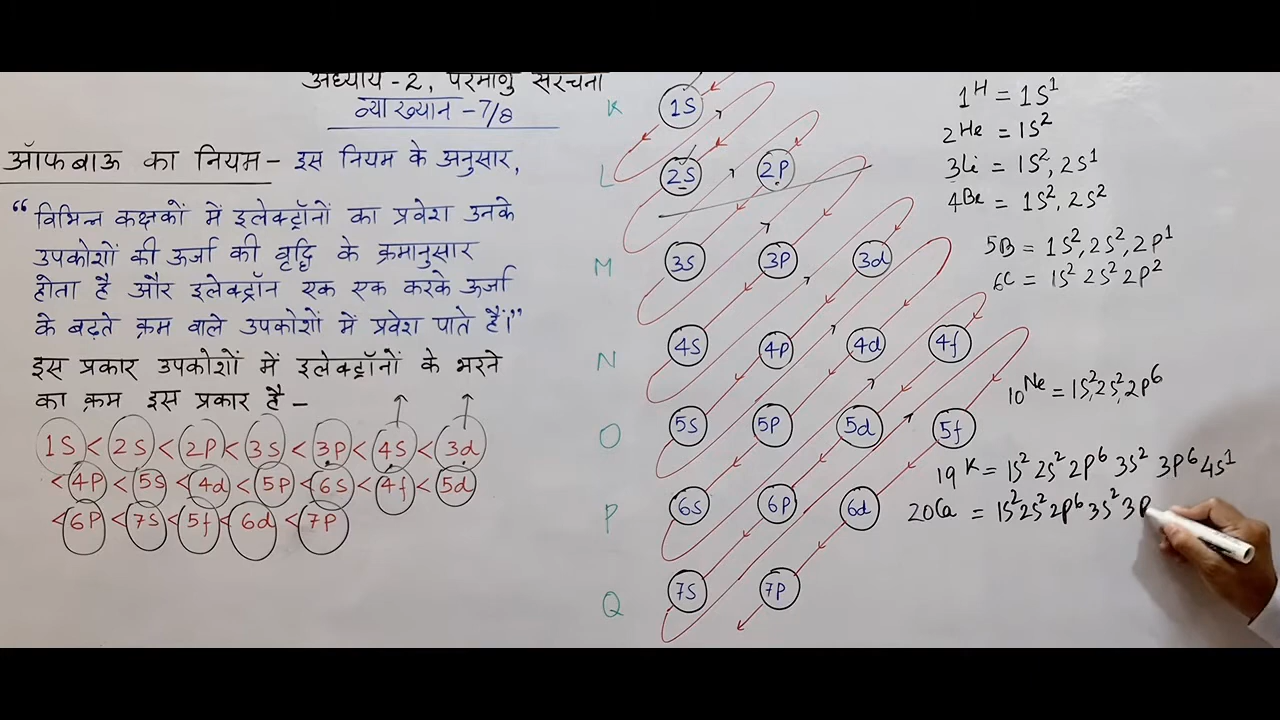 अध्याय -2, परमाणु संरचना
व्याख्यान -7/8
ऑफबाऊ का नियम- इस नियम के अनुसार,
“विभिन्न कक्षकों में इलेक्ट्रॉनों का प्रवेश उनके
उपकोशों की ऊर्जा की वृद्धि के क्रमानुसार
होता है और इलेक्ट्रॉन एक एक करके ऊर्जा
के बढ़ते क्रम वाले उपकोशों में प्रवेश पाते हैं।”
इस प्रकार उपकोशों में इलेक्ट्रॉनों के भरने
का क्रम इस प्रकार है -
1S < 2S < 2P < 3S < 3P < 4S < 3d
< 4P < 5S < 4d < 5P < 6S < 4f < 5d
< 6P < 7S < 5f < 6d < 7P
K 1S
L 2S 2P
M 3S 3P 3d
N 4S 4P 4d 4f
O 5S 5P 5d 5f
P 6S 6P 6d
Q 7S 7P
1H = 1S¹
2He = 1S²
3Li = 1S², 2S¹
4Be = 1S², 2S²
5B = 1S², 2S², 2P¹
6C = 1S² 2S² 2P²
10Ne = 1S², 2S², 2P⁶
19K = 1S² 2S² 2P⁶ 3S² 3P⁶ 4S¹
20Ca = 1S² 2S² 2P⁶ 3S² 3P